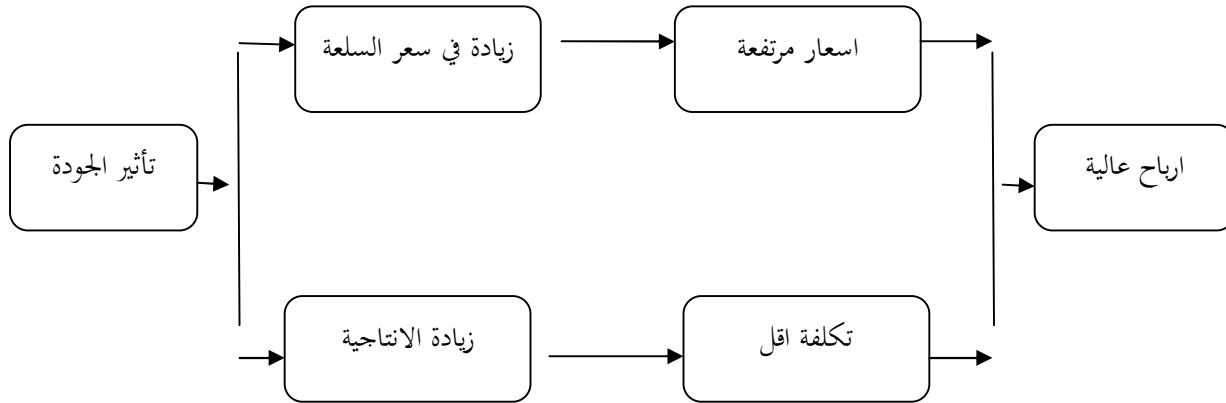 زيادة في سعر السلعة
اسعار مرتفعة
تأثير الجودة
ارباح عالية
زيادة الانتاجية
تكلفة اقل